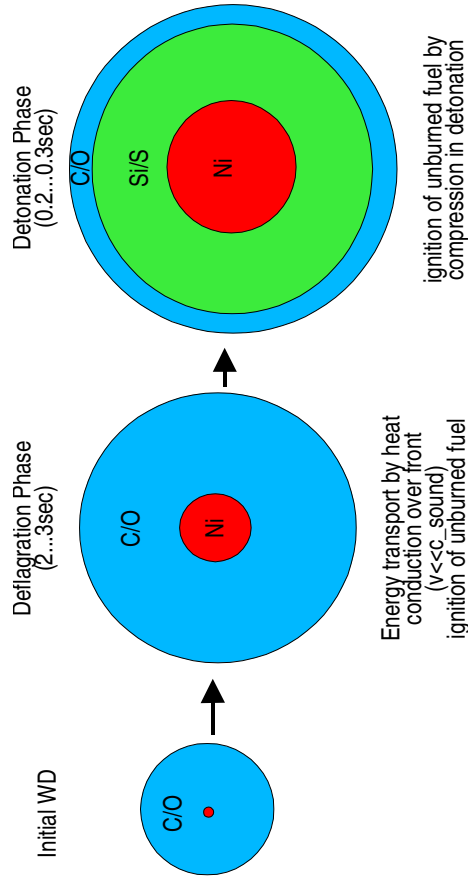 Initial WD
C/O
Deflagration Phase
(2...3sec)
C/O
Ni
Energy transport by heat
conduction over front
(v<<c_sound)
ignition of unburned fuel
Detonation Phase
(0.2...0.3sec)
C/O
Si/S
Ni
ignition of unburned fuel by
compression in detonation